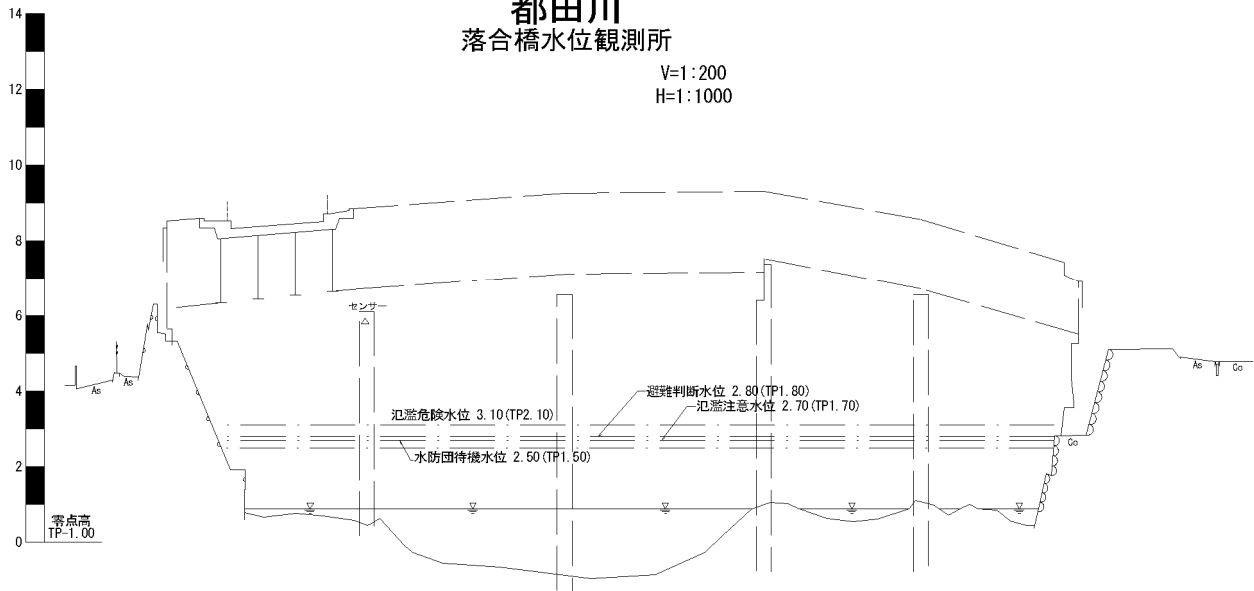 都田川
落合橋水位観測所
V=1:200
H=1:1000
14
12
10
8
6
4
2
0
零点高
TP-1.00
センサー
避難判断水位 2.80(TP1.80)
氾濫注意水位 2.70(TP1.70)
氾濫危険水位 3.10(TP2.10)
水防団待機水位 2.50(TP1.50)
As
As
As
Co
Co